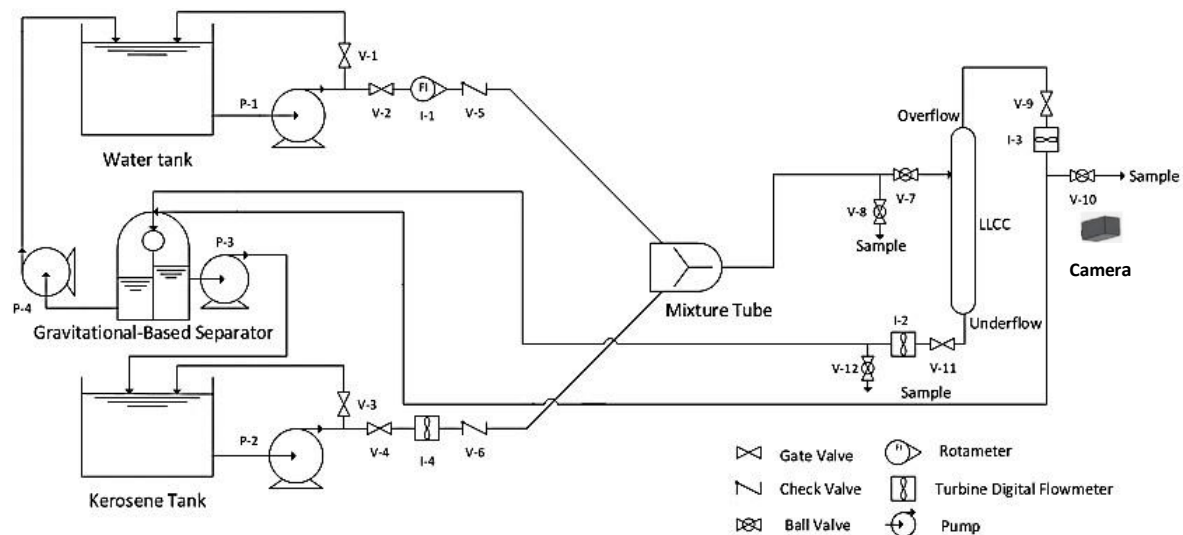 V-1
P-1
V-2
FI
I-1
V-5
Water tank
Overflow
V-9
I-3
Sample
V-10
V-7
V-8
Sample
LLCC
Camera
P-3
P-4
Gravitational-Based Separator
Mixture Tube
Underflow
I-2
V-11
V-12
Sample
V-3
P-2
V-4
I-4
V-6
Kerosene Tank
Gate Valve
FI
Rotameter
Check Valve
Turbine Digital Flowmeter
Ball Valve
Pump